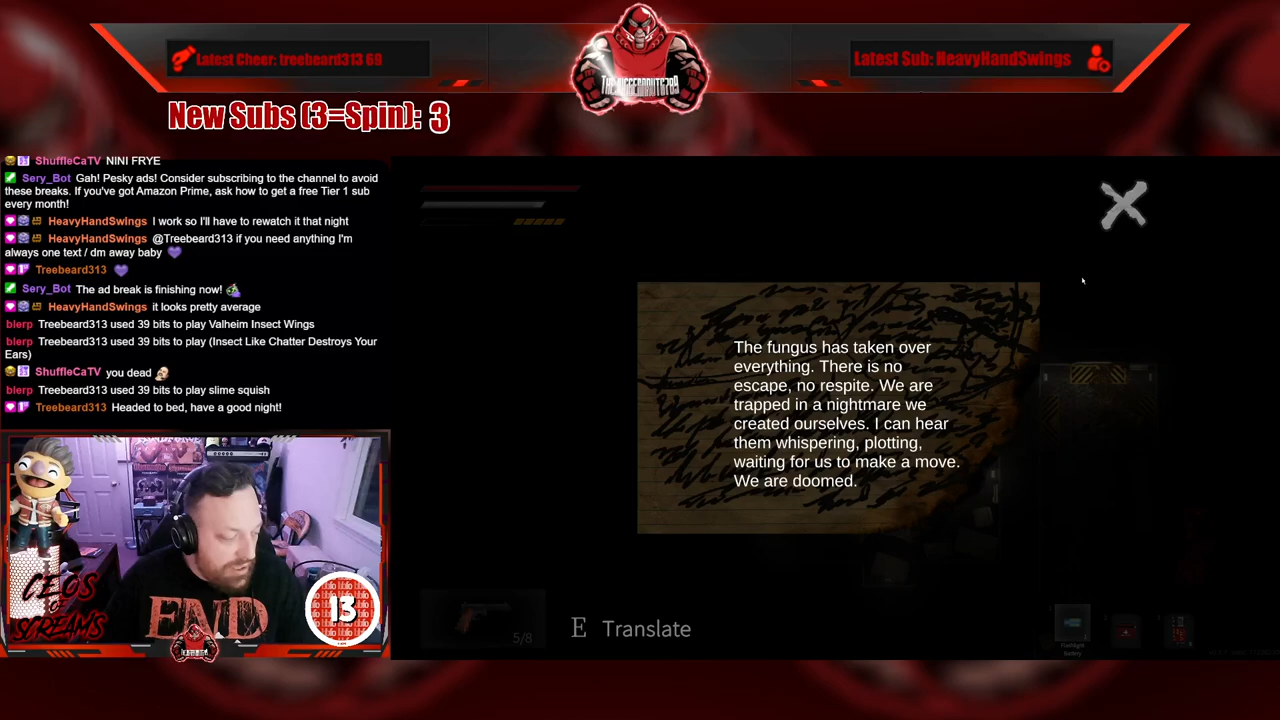 Latest Cheer: treebeard313 69
THEJUGGERNAUT6789
Latest Sub: HeavyHandSwings
New Subs (3=Spin): 3
ShuffleCaTV NINI FRYE
Sery_Bot Gah! Pesky ads! Consider subscribing to the channel to avoid
these breaks. If you've got Amazon Prime, ask how to get a free Tier 1 sub
every month!
HeavyHandSwings I work so I'll have to rewatch it that night
HeavyHandSwings @Treebeard313 if you need anything I'm
always one text / dm away baby
Treebeard313
Sery_Bot The ad break is finishing now!
HeavyHandSwings it looks pretty average
blerp Treebeard313 used 39 bits to play Valheim Insect Wings
blerp Treebeard313 used 39 bits to play (Insect Like Chatter Destroys Your
Ears)
ShuffleCaTV you dead
blerp Treebeard313 used 39 bits to play slime squish
Treebeard313 Headed to bed, have a good night!
The fungus has taken over
everything. There is no
escape, no respite. We are
trapped in a nightmare we
created ourselves. I can hear
them whispering, plotting,
waiting for us to make a move.
We are doomed.
CEOS
OF
SCREAMS
END
13
5/8
E Translate
Flashlight
Battery